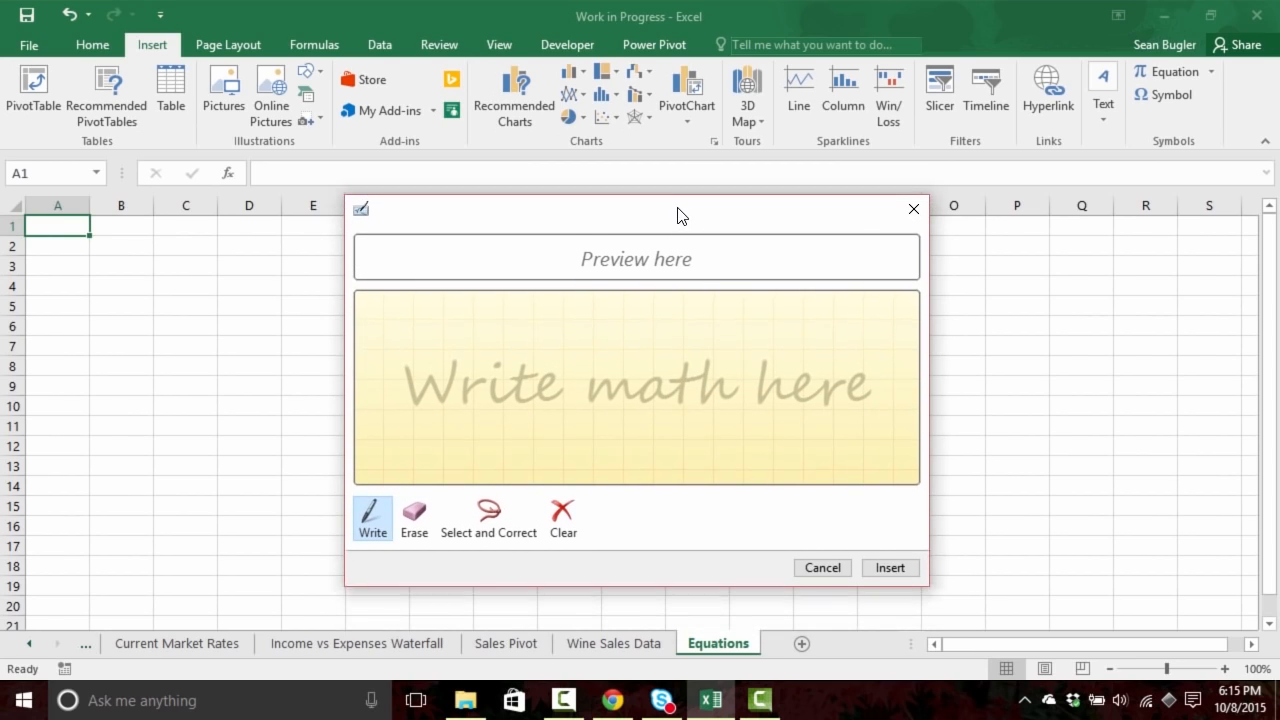 Work in Progress - Excel
File Home Insert Page Layout Formulas Data Review View Developer Power Pivot Tell me what you want to do... Sean Bugler Share
PivotTable Recommended PivotTables Table
Tables
Pictures Online Pictures
Illustrations
Store
My Add-ins
Add-ins
Recommended Charts
PivotChart
Charts
3D Map
Tours
Line Column Win/Loss
Sparklines
Slicer Timeline
Filters
Hyperlink
Links
Text
Equation
Symbol
Symbols
A1
fx
A B C D E O P Q R S
1
2
3
4
5
6
7
8
9
10
11
12
13
14
15
16
17
18
19
20
21
Preview here
Write math here
Write Erase Select and Correct Clear
Cancel Insert
... Current Market Rates Income vs Expenses Waterfall Sales Pivot Wine Sales Data Equations
Ready 100%
Ask me anything
6:15 PM
10/8/2015